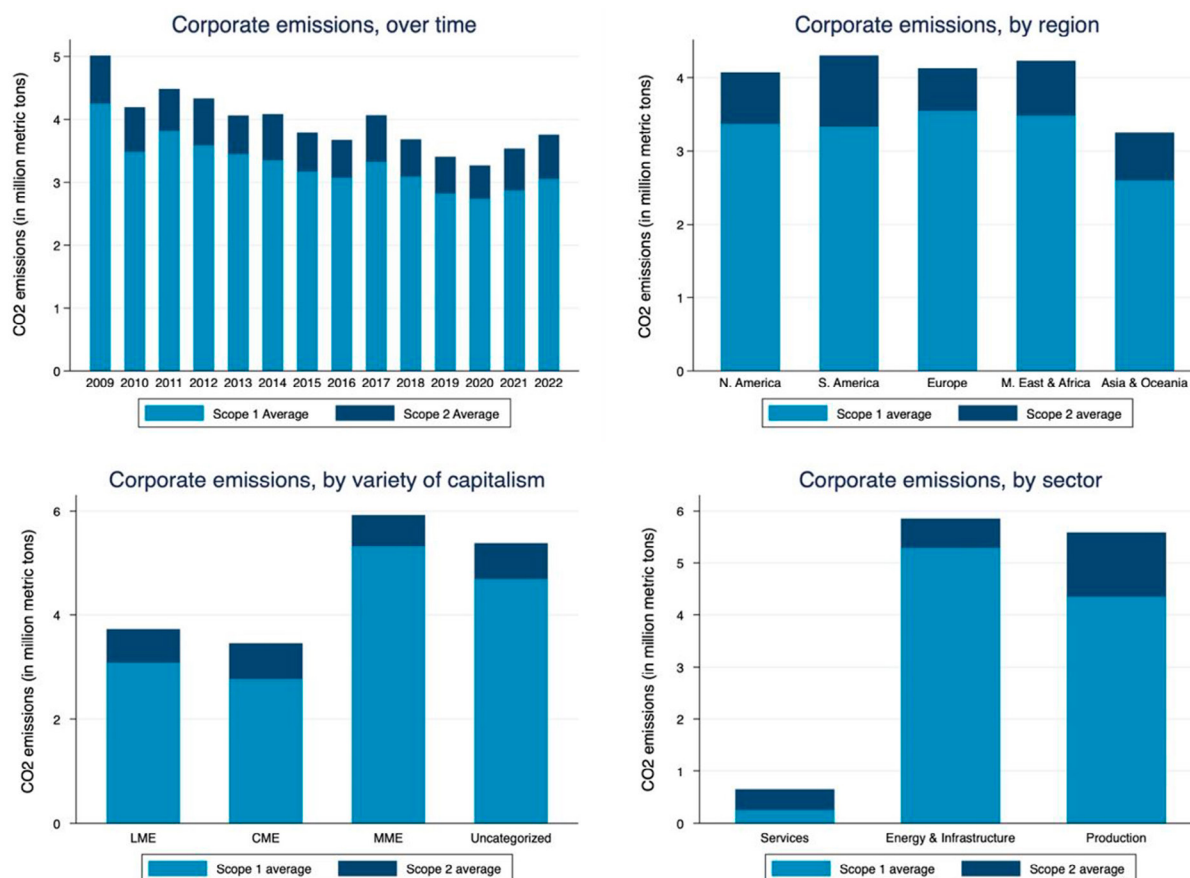 Corporate emissions, over time
CO2 emissions (in million metric tons)
5
4
3
2
1
0
2009 2010 2011 2012 2013 2014 2015 2016 2017 2018 2019 2020 2021 2022
Scope 1 Average Scope 2 Average
Corporate emissions, by region
CO2 emissions (in million metric tons)
4
3
2
1
0
N. America S. America Europe M. East & Africa Asia & Oceania
Scope 1 average Scope 2 average
Corporate emissions, by variety of capitalism
CO2 emissions (in million metric tons)
6
4
2
0
LME CME MME Uncategorized
Scope 1 average Scope 2 average
Corporate emissions, by sector
CO2 emissions (in million metric tons)
6
5
4
3
2
1
0
Services Energy & Infrastructure Production
Scope 1 average Scope 2 average